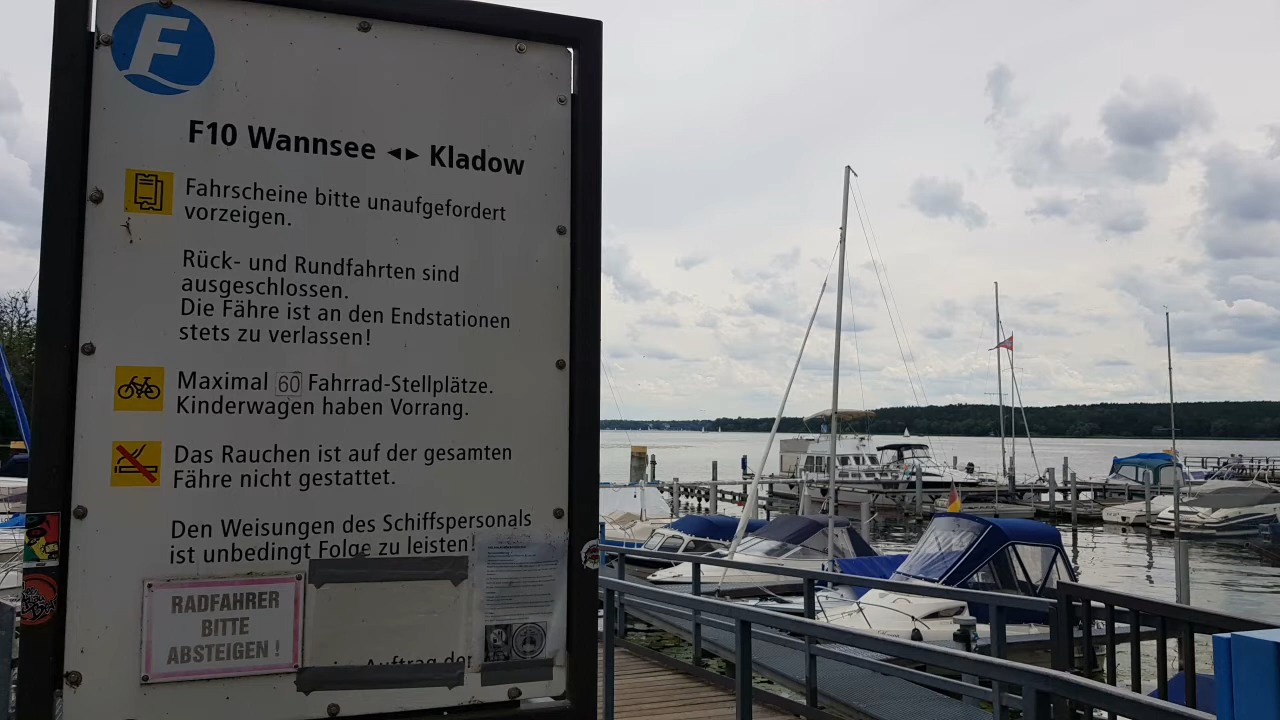 F
F10 Wannsee ◄► Kladow
Fahrscheine bitte unaufgefordert
vorzeigen.
Rück- und Rundfahrten sind
ausgeschlossen.
Die Fähre ist an den Endstationen
stets zu verlassen!
Maximal 60 Fahrrad-Stellplätze.
Kinderwagen haben Vorrang.
Das Rauchen ist auf der gesamten
Fähre nicht gestattet.
Den Weisungen des Schiffspersonals
ist unbedingt Folge zu leisten!
RADFAHRER
BITTE
ABSTEIGEN !
Auftrag der